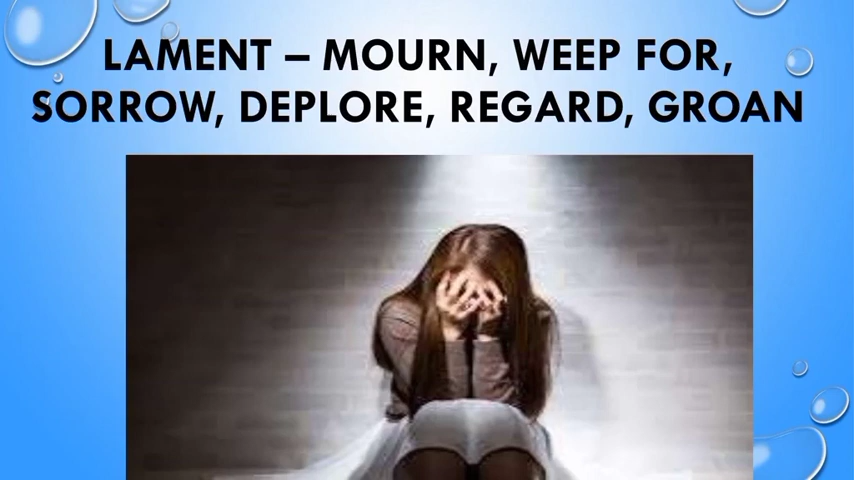 LAMENT – MOURN, WEEP FOR,
SORROW, DEPLORE, REGARD, GROAN